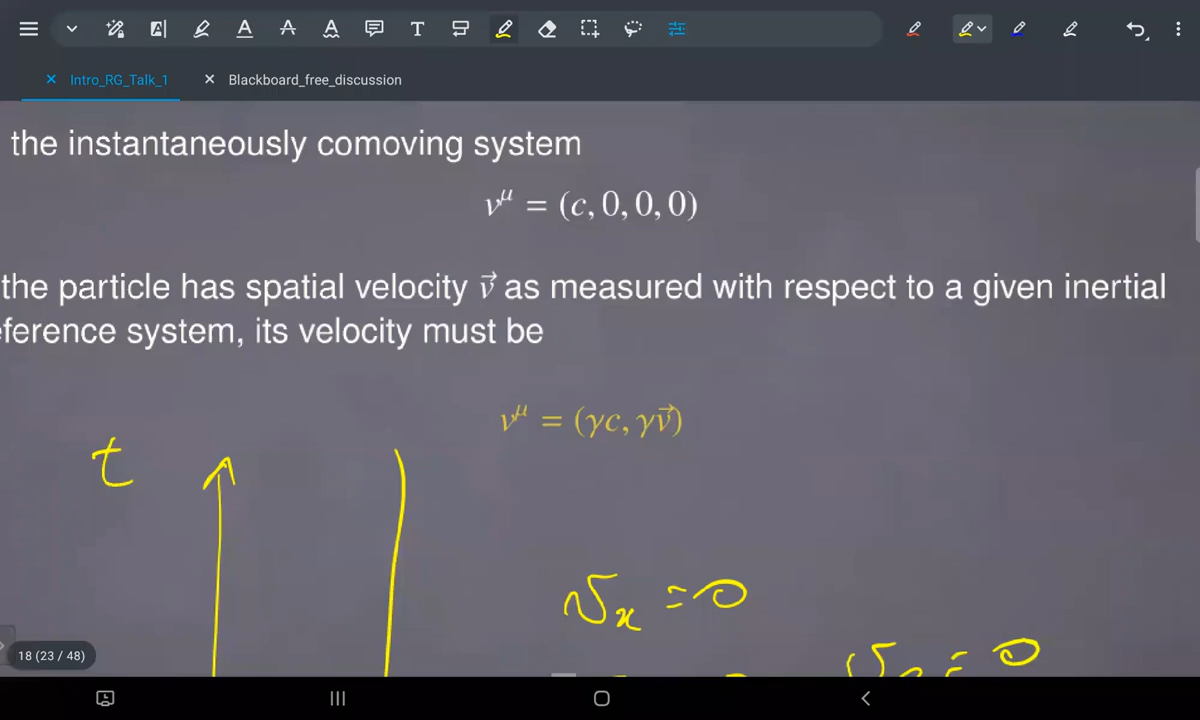 Intro_RG_Talk_1
Blackboard_free_discussion
the instantaneously comoving system
v^μ = (c, 0, 0, 0)
the particle has spatial velocity v⃗ as measured with respect to a given inertial
ference system, its velocity must be
v^μ = (γc, γv⃗)
t
v_x = 0
18 (23 / 48)